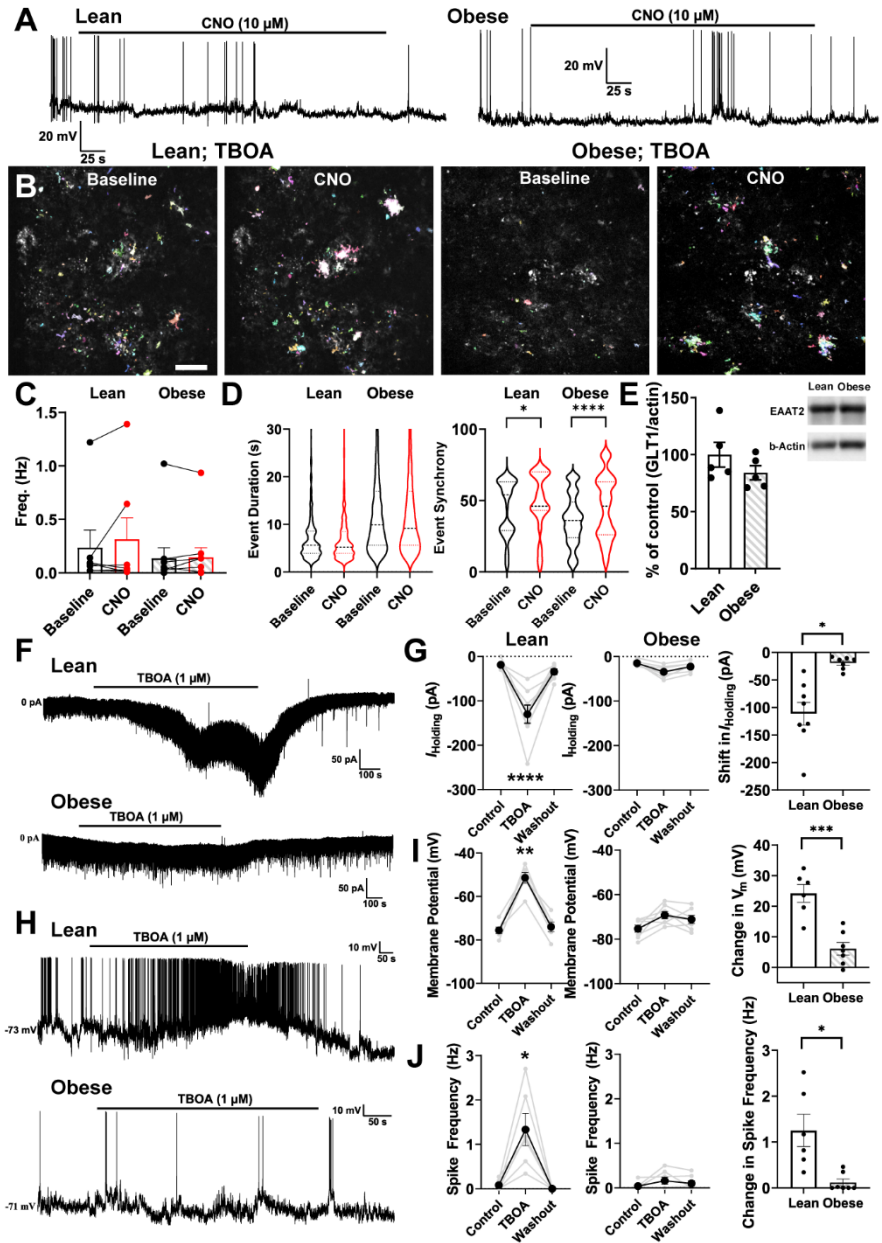 A
Lean
CNO (10 µM)
20 mV
25 s
Obese
CNO (10 µM)
20 mV
25 s
Lean; TBOA
Obese; TBOA
B
Baseline
CNO
Baseline
CNO
C
Lean
Obese
Freq. (Hz)
1.5
1.0
0.5
0.0
Baseline
CNO
Baseline
CNO
D
Lean
Obese
Event Duration (s)
30
20
10
0
Baseline
CNO
Baseline
CNO
Lean
Obese
*
****
Event Synchrony
100
50
0
Baseline
CNO
Baseline
CNO
E
% of control (GLT1/actin)
150
100
50
0
Lean
Obese
Lean Obese
EAAT2
b-Actin
F
Lean
TBOA (1 µM)
0 pA
50 pA
100 s
Obese
TBOA (1 µM)
0 pA
50 pA
100 s
G
Lean
Obese
IHolding (pA)
0
-100
-200
-300
****
Control
TBOA
Washout
IHolding (pA)
0
-100
-200
-300
Control
TBOA
Washout
Shift in IHolding (pA)
*
0
-50
-100
-150
-200
-250
Lean Obese
H
Lean
TBOA (1 µM)
10 mV
50 s
-73 mV
Obese
TBOA (1 µM)
10 mV
50 s
-71 mV
I
Membrane Potential (mV)
-40
-60
-80
-100
**
Control
TBOA
Washout
Membrane Potential (mV)
-40
-60
-80
-100
Control
TBOA
Washout
Change in Vm (mV)
***
40
30
20
10
0
Lean Obese
J
Spike Frequency (Hz)
3
2
1
0
*
Control
TBOA
Washout
Spike Frequency (Hz)
3
2
1
0
Control
TBOA
Washout
Change in Spike Frequency (Hz)
*
3
2
1
0
Lean Obese